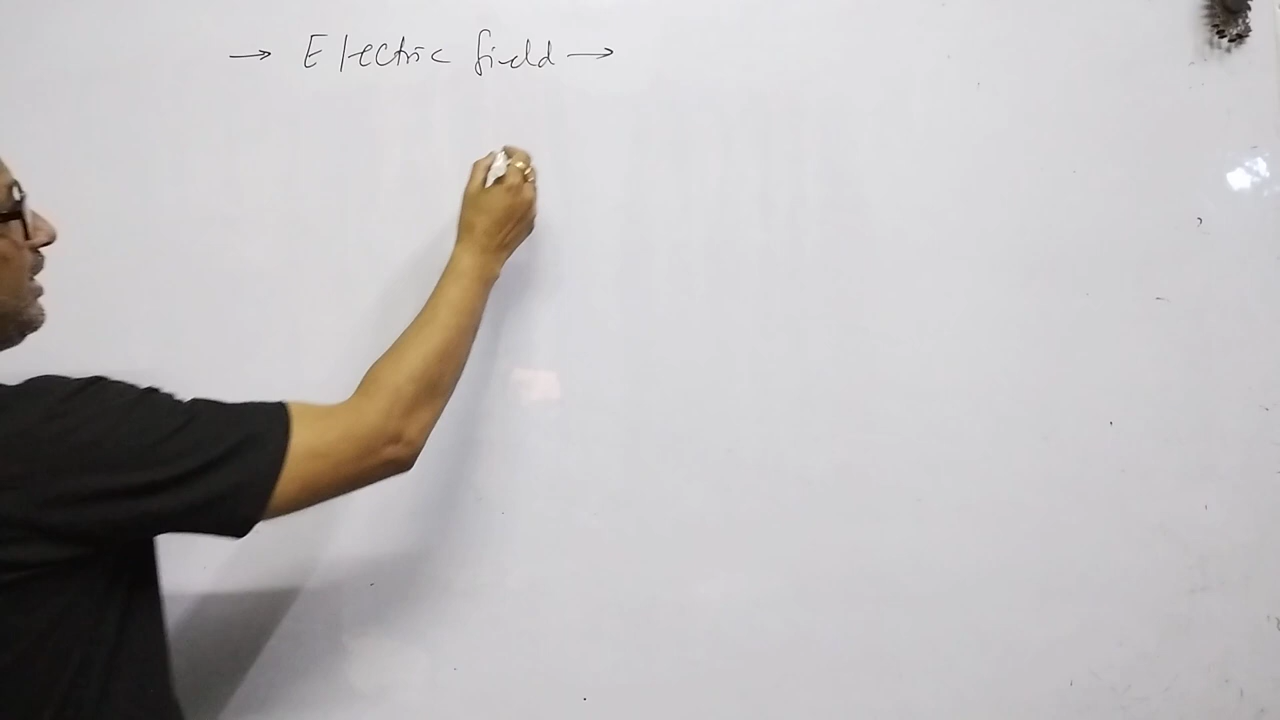 → Electric field →